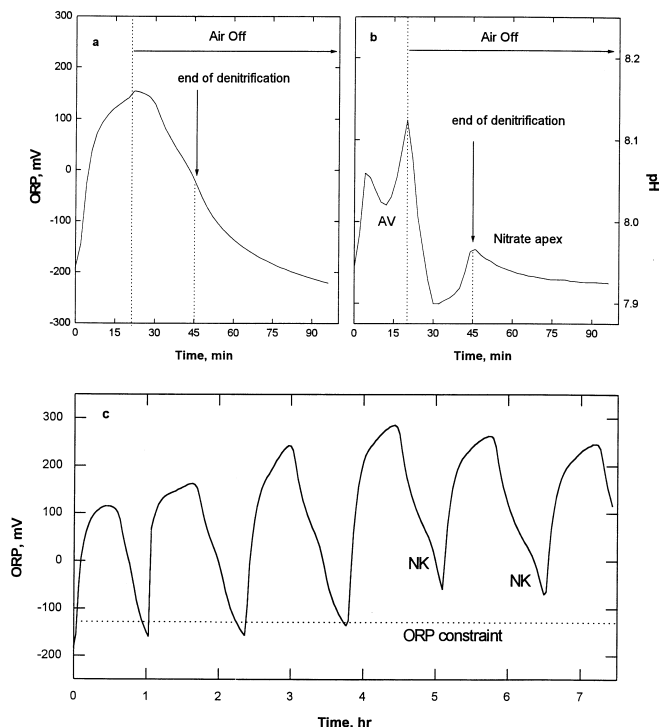 a
Air Off
end of denitrification
ORP, mV
300
200
100
0
-100
-200
-300
0 15 30 45 60 75 90
Time, min
b
Air Off
end of denitrification
AV
Nitrate apex
pH
8.2
8.1
8.0
7.9
0 15 30 45 60 75 90
Time, min
c
ORP, mV
300
200
100
0
-100
-200
NK
NK
ORP constraint
0 1 2 3 4 5 6 7
Time, hr